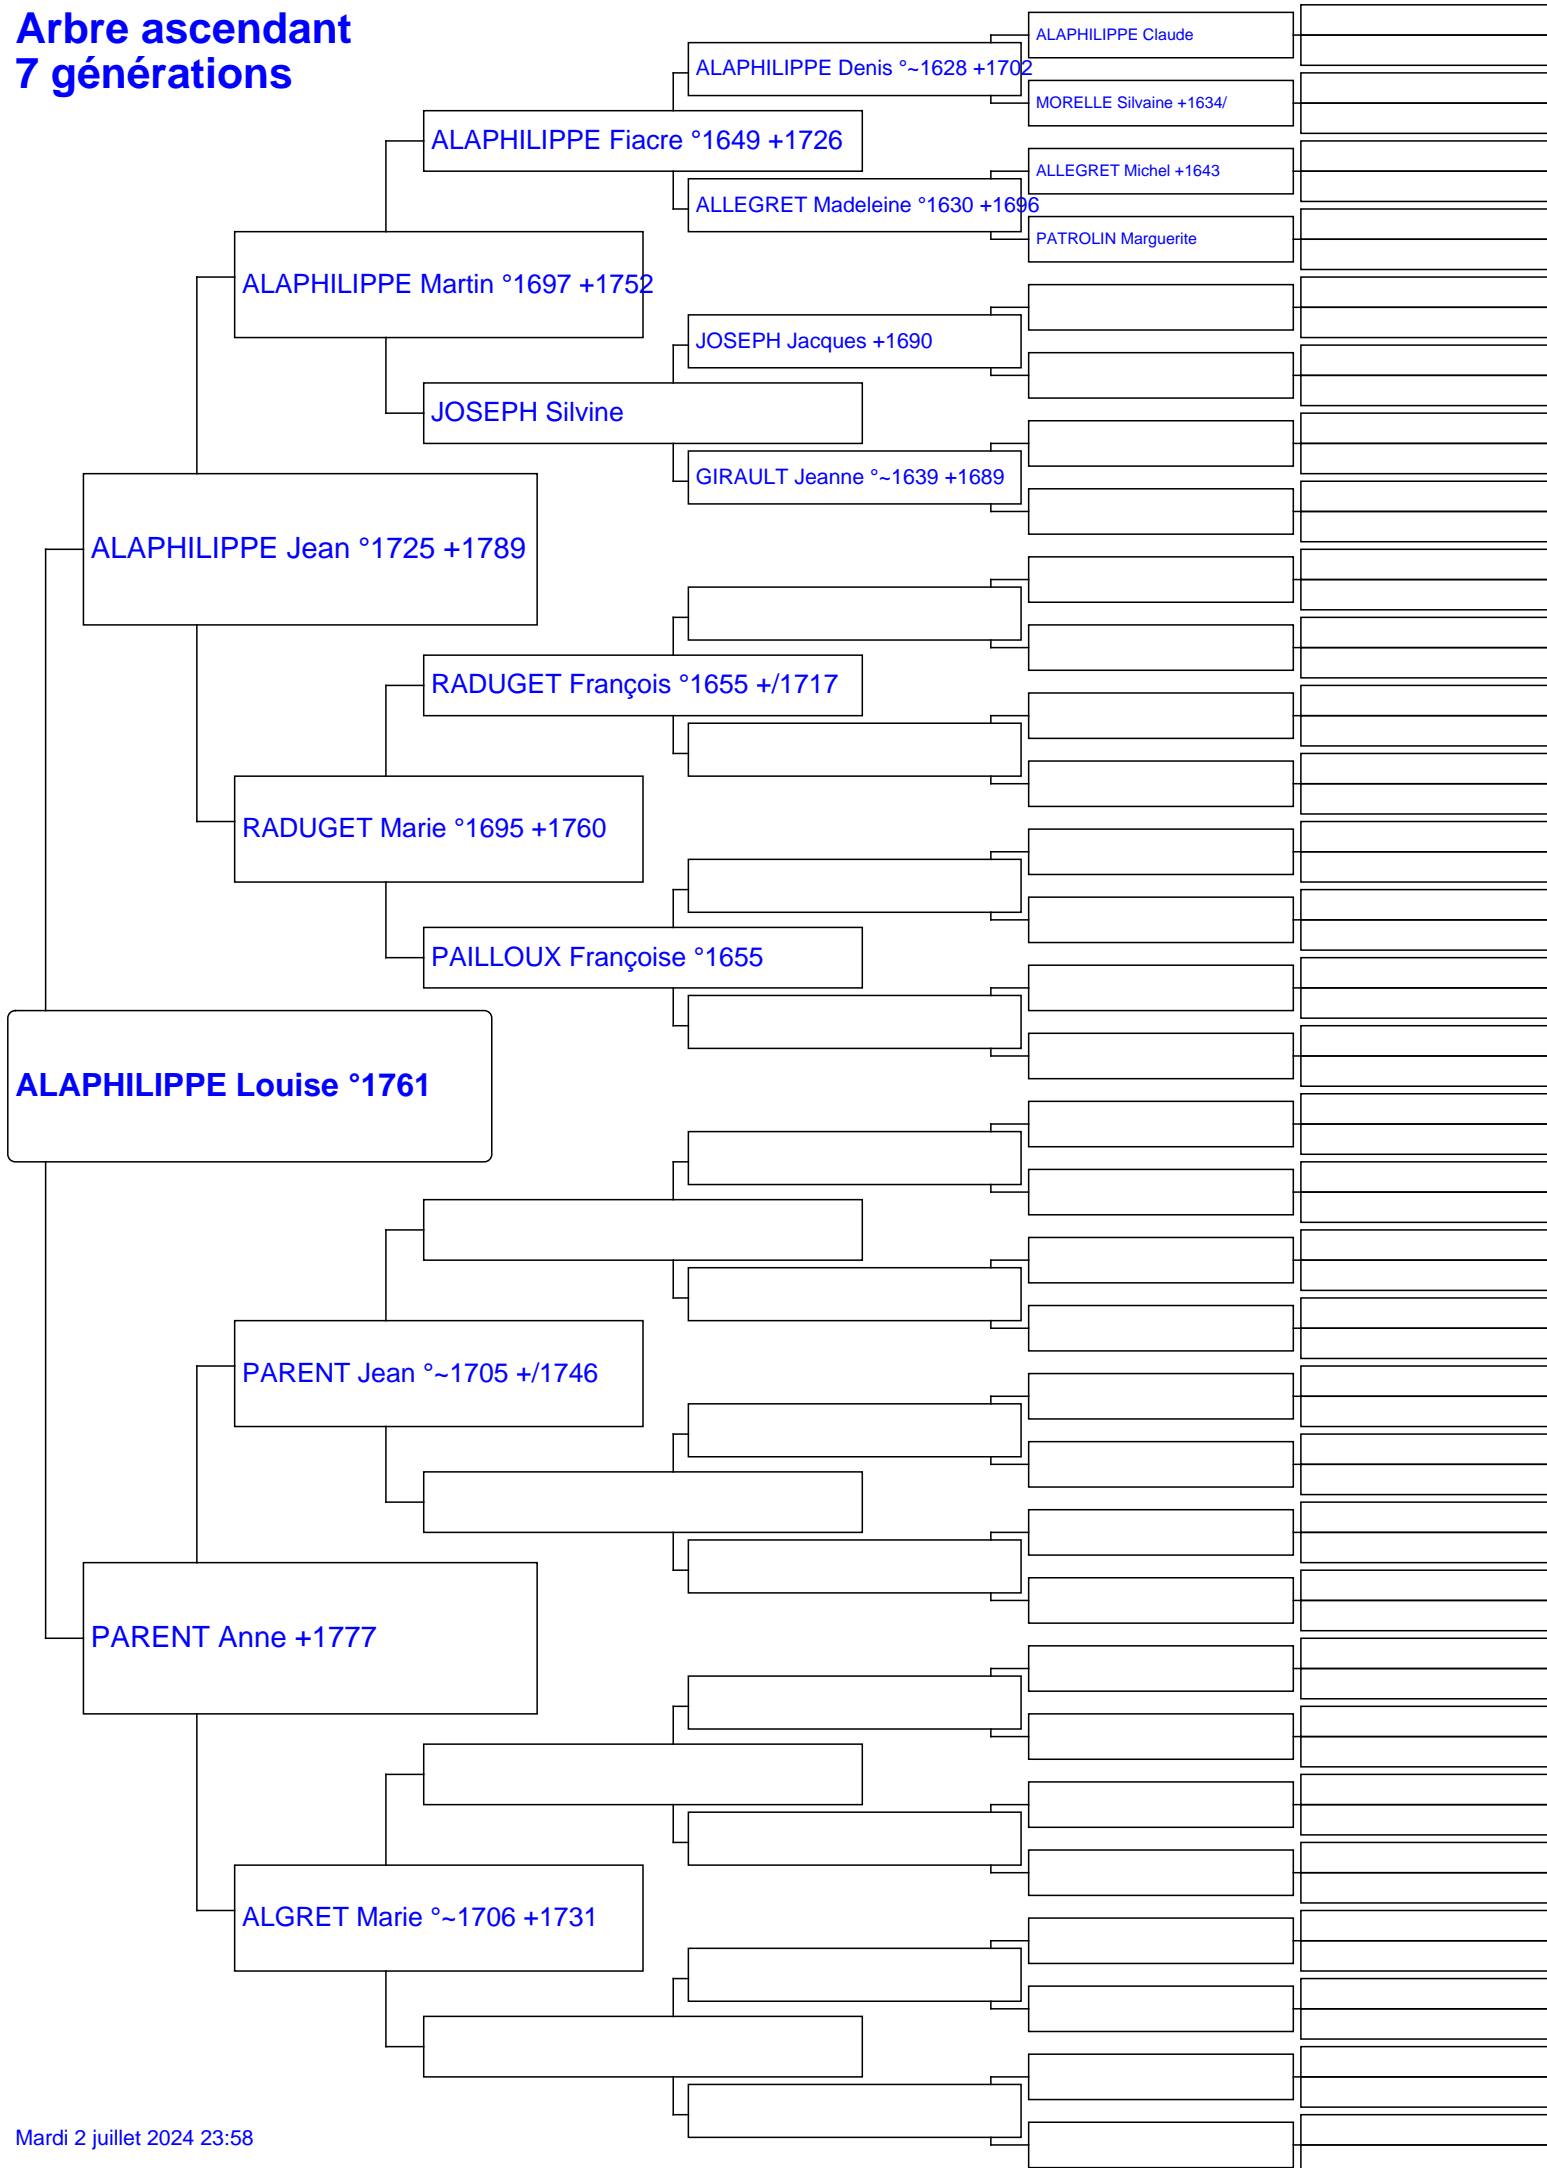 Arbre ascendant
7 générations
ALAPHILIPPE Claude
ALAPHILIPPE Denis °~1628 +1702
MORELLE Silvaine +1634/
ALAPHILIPPE Fiacre °1649 +1726
ALLEGRET Michel +1643
ALLEGRET Madeleine °1630 +1696
PATROLIN Marguerite
ALAPHILIPPE Martin °1697 +1752
JOSEPH Jacques +1690
JOSEPH Silvine
GIRAULT Jeanne °~1639 +1689
ALAPHILIPPE Jean °1725 +1789
RADUGET François °1655 +/1717
RADUGET Marie °1695 +1760
PAILLOUX Françoise °1655
ALAPHILIPPE Louise °1761
PARENT Jean °~1705 +/1746
PARENT Anne +1777
ALGRET Marie °~1706 +1731
Mardi 2 juillet 2024 23:58